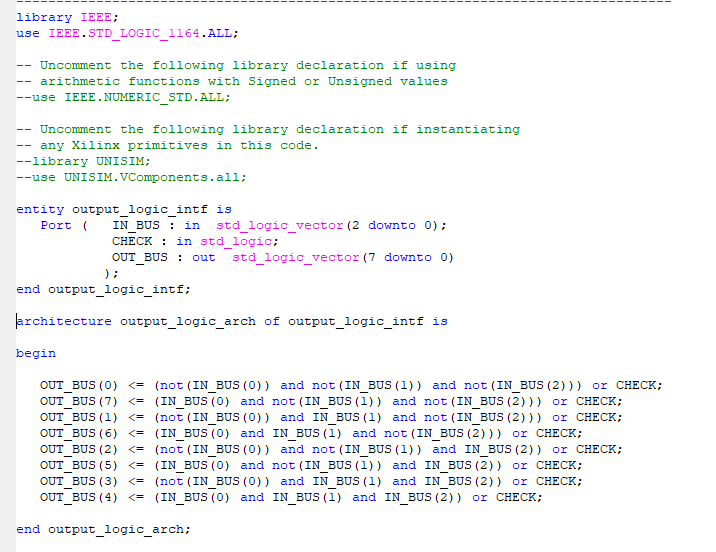 --------------------------------------------------------------------------------
library IEEE;
use IEEE.STD_LOGIC_1164.ALL;
-- Uncomment the following library declaration if using
-- arithmetic functions with Signed or Unsigned values
--use IEEE.NUMERIC_STD.ALL;
-- Uncomment the following library declaration if instantiating
-- any Xilinx primitives in this code.
--library UNISIM;
--use UNISIM.VComponents.all;
entity output_logic_intf is
   Port (   IN_BUS : in  std_logic_vector(2 downto 0);
            CHECK : in std_logic;
            OUT_BUS : out  std_logic_vector(7 downto 0)
           );
end output_logic_intf;
architecture output_logic_arch of output_logic_intf is
begin
   OUT_BUS(0) <= (not(IN_BUS(0)) and not(IN_BUS(1)) and not(IN_BUS(2))) or CHECK;
   OUT_BUS(7) <= (IN_BUS(0) and not(IN_BUS(1)) and not(IN_BUS(2))) or CHECK;
   OUT_BUS(1) <= (not(IN_BUS(0)) and IN_BUS(1) and not(IN_BUS(2))) or CHECK;
   OUT_BUS(6) <= (IN_BUS(0) and IN_BUS(1) and not(IN_BUS(2))) or CHECK;
   OUT_BUS(2) <= (not(IN_BUS(0)) and not(IN_BUS(1)) and IN_BUS(2)) or CHECK;
   OUT_BUS(5) <= (IN_BUS(0) and not(IN_BUS(1)) and IN_BUS(2)) or CHECK;
   OUT_BUS(3) <= (not(IN_BUS(0)) and IN_BUS(1) and IN_BUS(2)) or CHECK;
   OUT_BUS(4) <= (IN_BUS(0) and IN_BUS(1) and IN_BUS(2)) or CHECK;
end output_logic_arch;